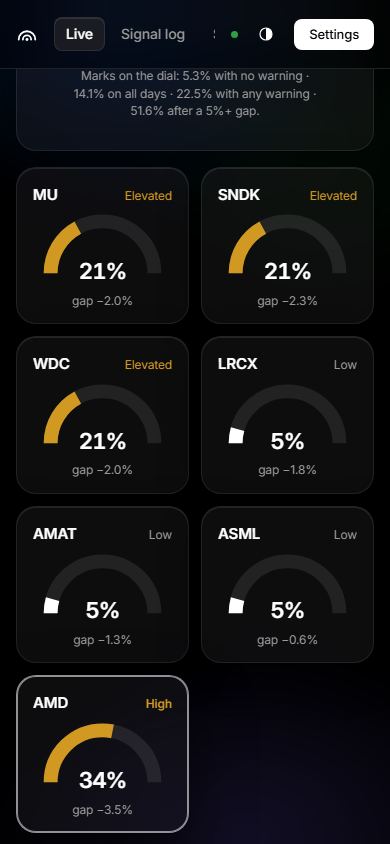 Live
Signal log
Settings
Marks on the dial: 5.3% with no warning ·
14.1% on all days · 22.5% with any warning ·
51.6% after a 5%+ gap.
MU
Elevated
21%
gap −2.0%
SNDK
Elevated
21%
gap −2.3%
WDC
Elevated
21%
gap −2.0%
LRCX
Low
5%
gap −1.8%
AMAT
Low
5%
gap −1.3%
ASML
Low
5%
gap −0.6%
AMD
High
34%
gap −3.5%